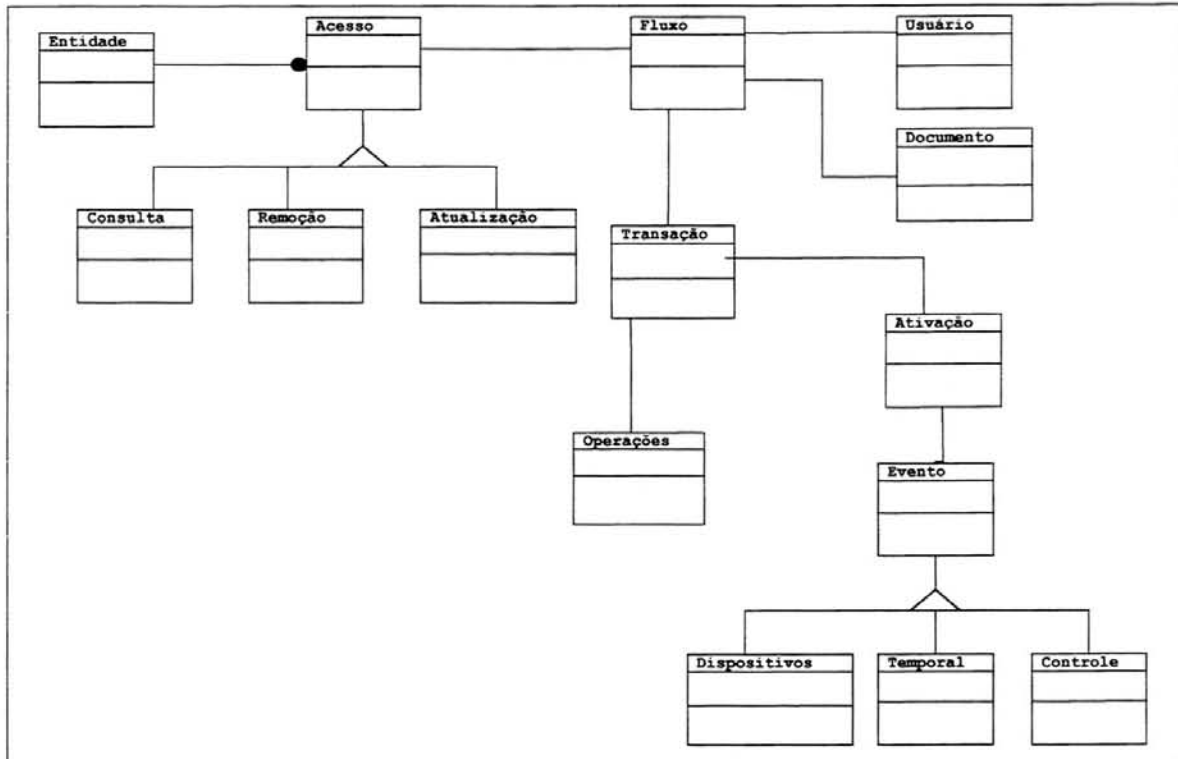 Entidade
Acesso
Fluxo
Usuário
Documento
Consulta
Remoção
Atualização
Transação
Ativação
Operações
Evento
Dispositivos
Temporal
Controle